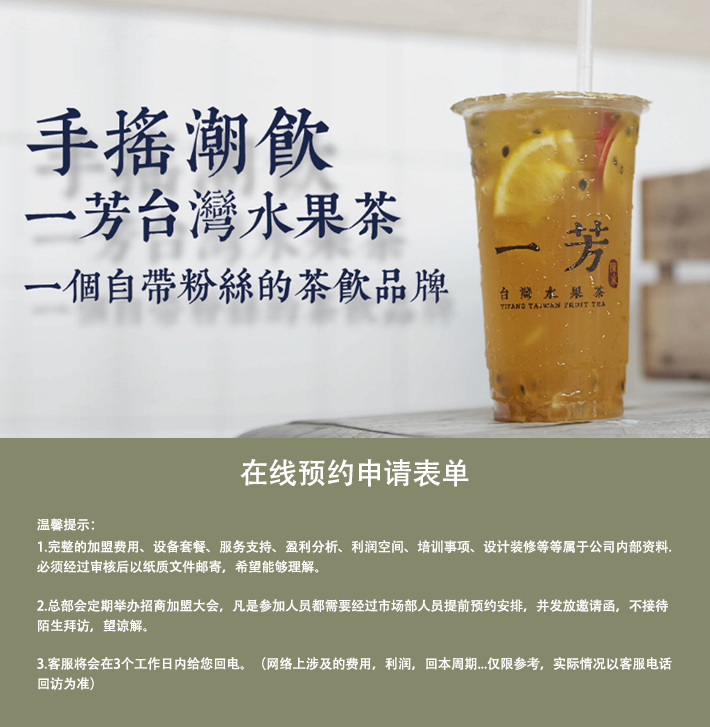 手搖潮飲
一芳台灣水果茶
一個自帶粉絲的茶飲品牌
一芳
台灣水果茶
YIFANG TAIWAN FRUIT TEA
在线预约申请表单
温馨提示：
1.完整的加盟费用、设备套餐、服务支持、盈利分析、利润空间、培训事项、设计装修等等属于公司内部资料.
必须经过审核后以纸质文件邮寄，希望能够理解。
2.总部会定期举办招商加盟大会，凡是参加人员都需要经过市场部人员提前预约安排，并发放邀请函，不接待
陌生拜访，望谅解。
3.客服将会在3个工作日内给您回电。（网络上涉及的费用，利润，回本周期...仅限参考，实际情况以客服电话
回访为准）